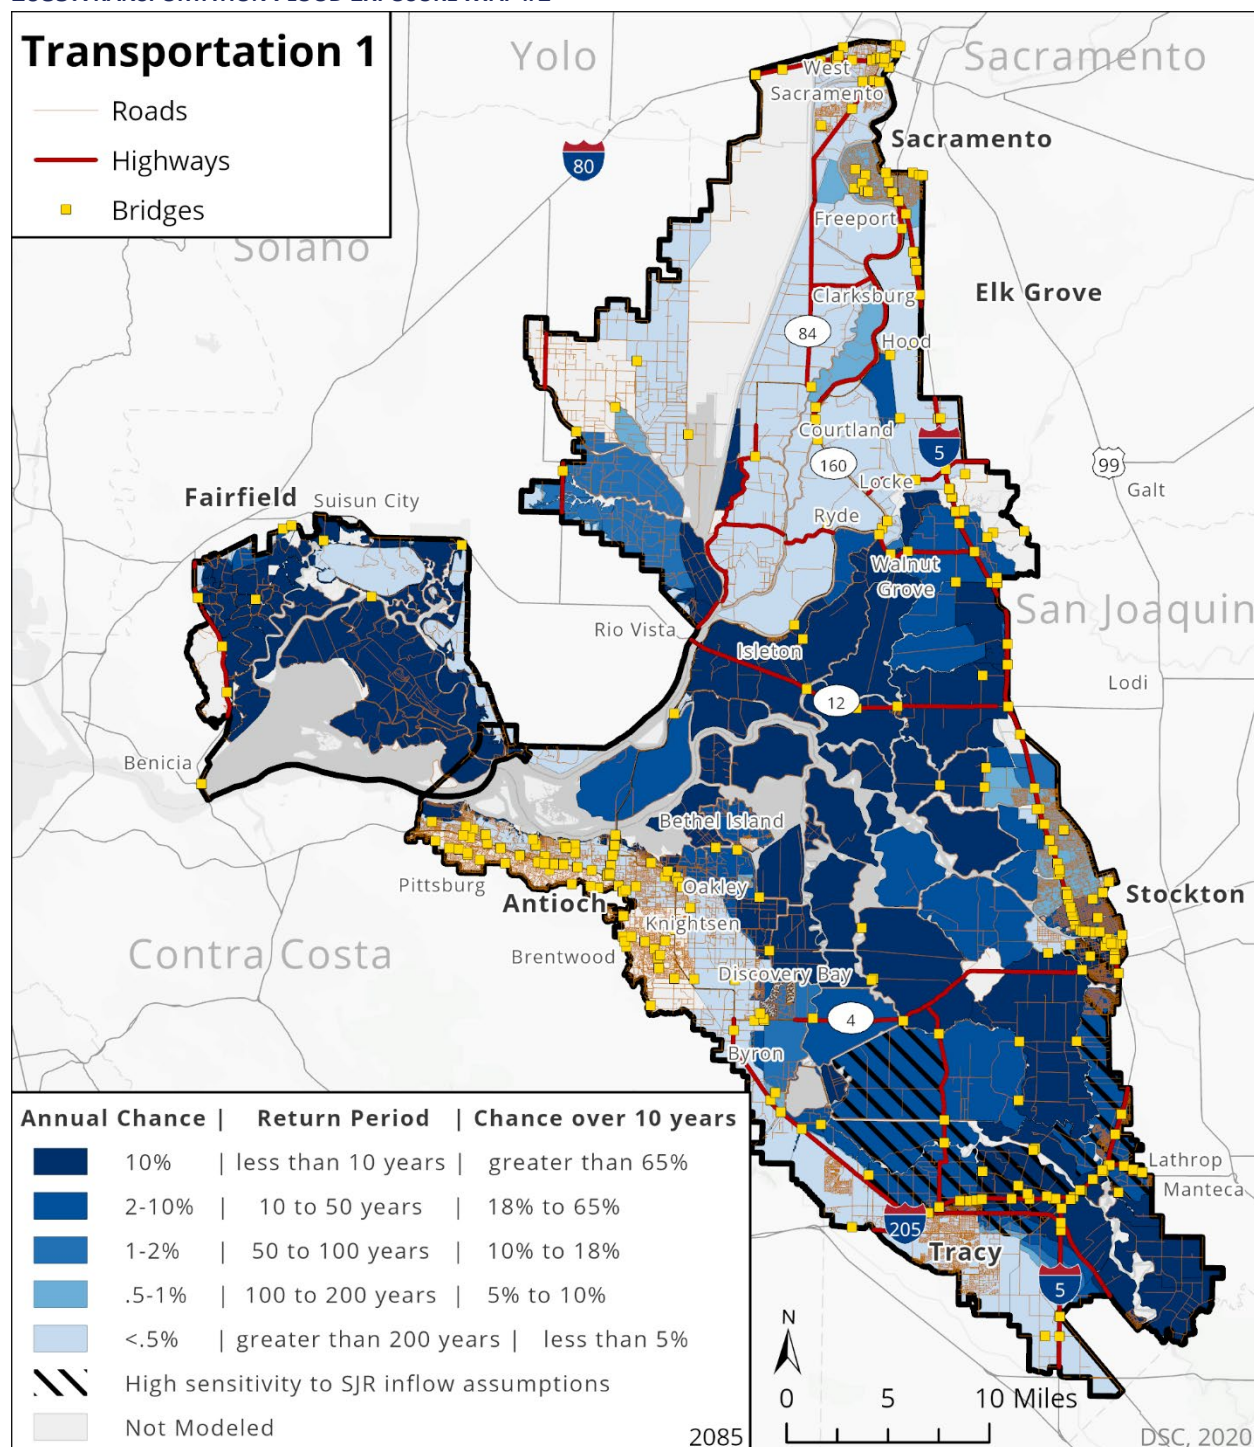 2085 TRANSPORTATION FLOOD EXPOSURE MAP #1
Transportation 1
Roads
Highways
Bridges
Yolo
Sacramento
West
Sacramento
80
Sacramento
Solano
Freeport
Elk Grove
Clarksburg
84
Hood
Courtland
5
160
99
Galt
Locke
Fairfield
Suisun City
Ryde
Walnut
Grove
San Joaquin
Rio Vista
Isleton
Lodi
12
Benicia
Bethel Island
Pittsburg
Oakley
Stockton
Antioch
Knightsen
Brentwood
Contra Costa
Discovery Bay
4
Byron
Lathrop
Manteca
205
Tracy
5
Annual Chance | Return Period | Chance over 10 years
10% | less than 10 years | greater than 65%
2-10% | 10 to 50 years | 18% to 65%
1-2% | 50 to 100 years | 10% to 18%
.5-1% | 100 to 200 years | 5% to 10%
<.5% | greater than 200 years | less than 5%
High sensitivity to SJR inflow assumptions
Not Modeled
N
0 5 10 Miles
2085
DSC, 2020